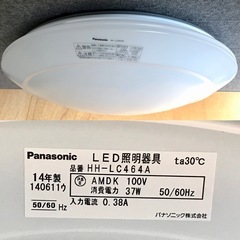 Panasonic LED照明器具 ta30℃
品番 HH-LC464A
14年製
140611ウ
AMDK 100V
消費電力 37W 50/60Hz
50/60 Hz
入力電流 0.38A
パナソニック株式会社